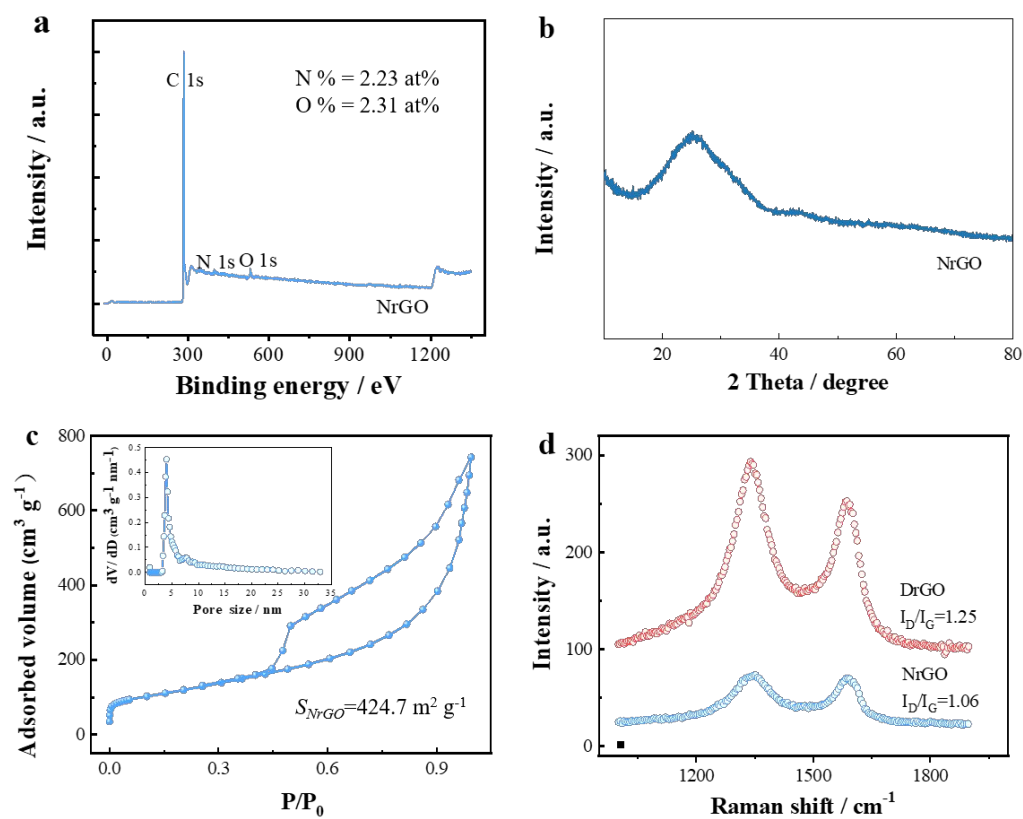 a
C 1s
N % = 2.23 at%
O % = 2.31 at%
N 1s
O 1s
NrGO
Intensity / a.u.
0
300
600
900
1200
Binding energy / eV
b
Intensity / a.u.
NrGO
20
40
60
80
2 Theta / degree
c
800
600
400
200
0
Adsorbed volume (cm³ g⁻¹)
0.5
0.4
0.3
0.2
0.1
0.0
dV/ dD (cm³ g⁻¹ nm⁻¹)
0
5
10
15
20
25
30
35
Pore size / nm
S_NrGO=424.7 m² g⁻¹
0.0
0.3
0.6
0.9
P/P₀
d
300
200
100
0
Intensity / a.u.
DrGO
I_D/I_G=1.25
NrGO
I_D/I_G=1.06
1200
1500
1800
Raman shift / cm⁻¹